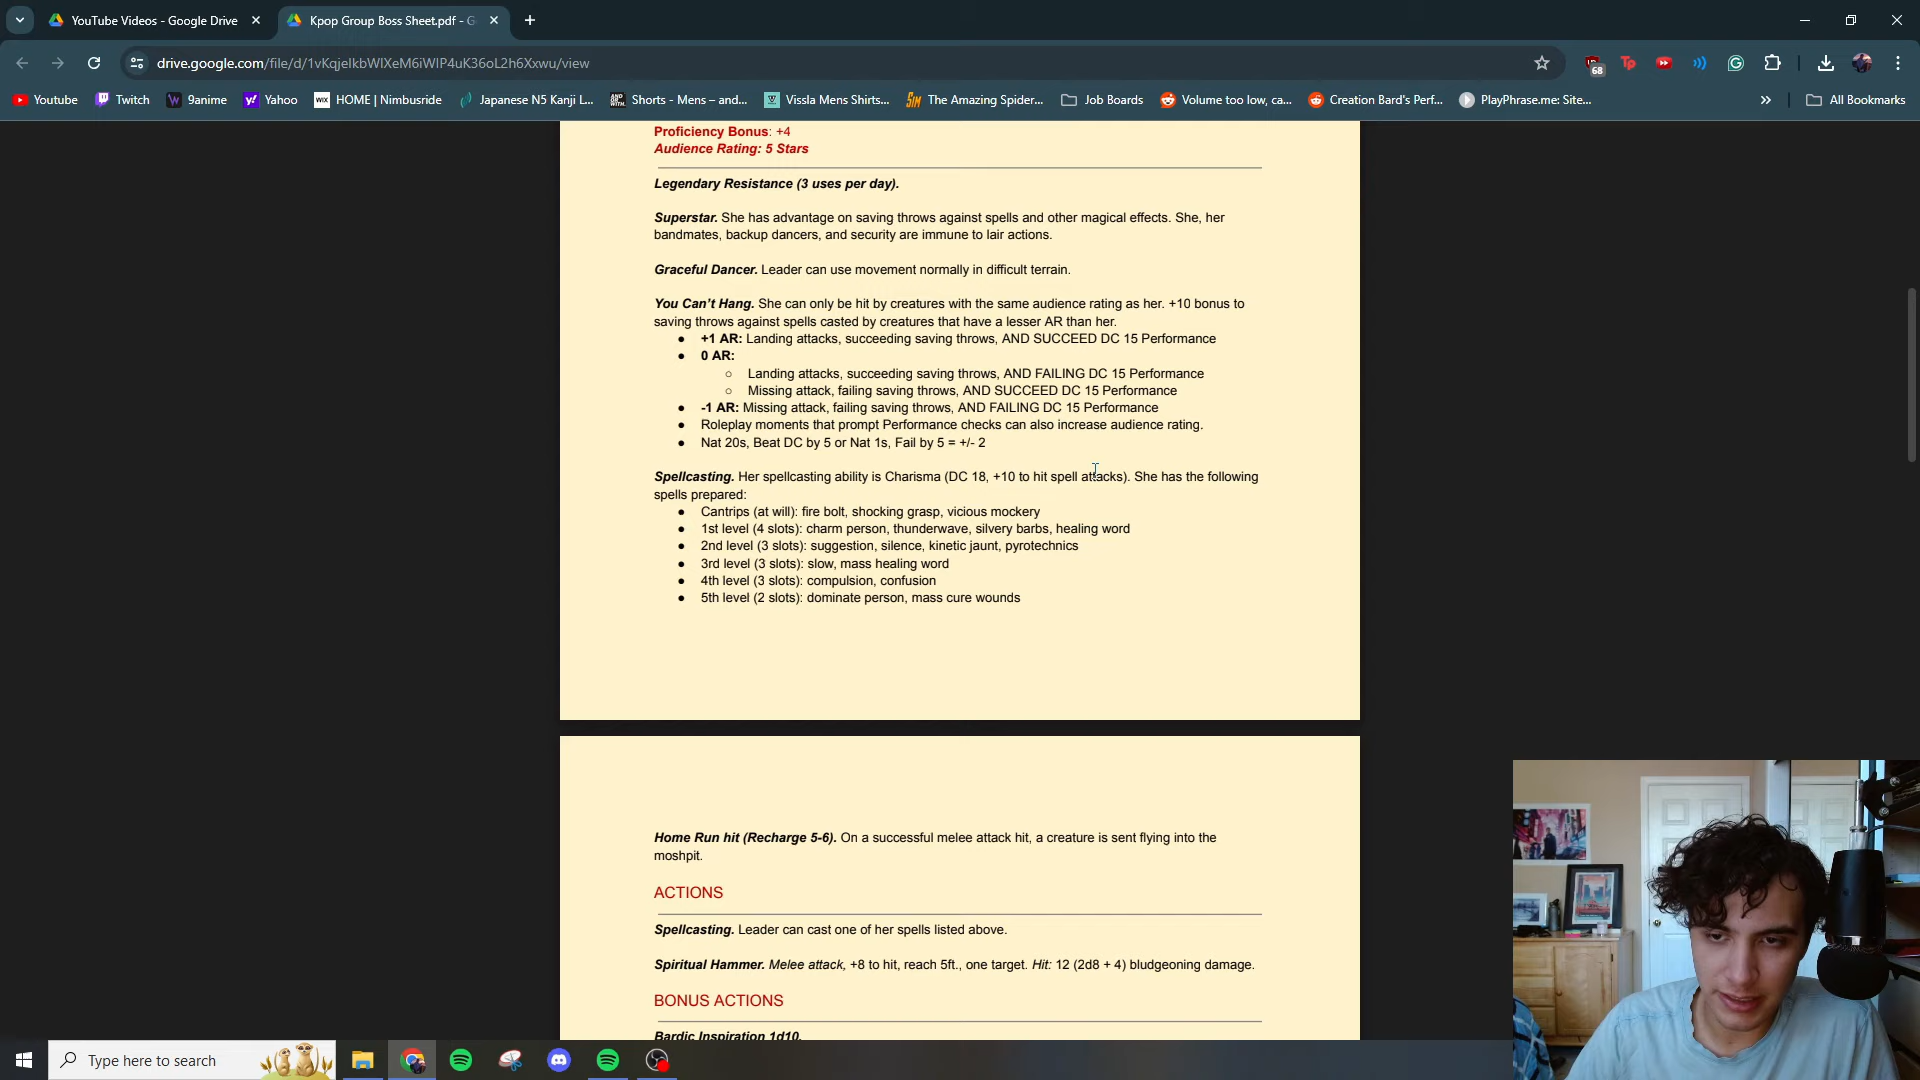 YouTube Videos - Google Drive
Kpop Group Boss Sheet.pdf - G
drive.google.com/file/d/1vKqjelkbWlXeM6iWlP4uK36oL2h6Xxwu/view
68
Youtube
Twitch
9anime
Yahoo
HOME | Nimbusride
Japanese N5 Kanji L...
Shorts - Mens – and...
Vissla Mens Shirts...
The Amazing Spider...
Job Boards
Volume too low, ca...
Creation Bard's Perf...
PlayPhrase.me: Site...
All Bookmarks
Proficiency Bonus: +4
Audience Rating: 5 Stars
Legendary Resistance (3 uses per day).
Superstar. She has advantage on saving throws against spells and other magical effects. She, her
bandmates, backup dancers, and security are immune to lair actions.
Graceful Dancer. Leader can use movement normally in difficult terrain.
You Can't Hang. She can only be hit by creatures with the same audience rating as her. +10 bonus to
saving throws against spells casted by creatures that have a lesser AR than her.
● +1 AR: Landing attacks, succeeding saving throws, AND SUCCEED DC 15 Performance
● 0 AR:
○ Landing attacks, succeeding saving throws, AND FAILING DC 15 Performance
○ Missing attack, failing saving throws, AND SUCCEED DC 15 Performance
● -1 AR: Missing attack, failing saving throws, AND FAILING DC 15 Performance
● Roleplay moments that prompt Performance checks can also increase audience rating.
● Nat 20s, Beat DC by 5 or Nat 1s, Fail by 5 = +/- 2
Spellcasting. Her spellcasting ability is Charisma (DC 18, +10 to hit spell attacks). She has the following
spells prepared:
● Cantrips (at will): fire bolt, shocking grasp, vicious mockery
● 1st level (4 slots): charm person, thunderwave, silvery barbs, healing word
● 2nd level (3 slots): suggestion, silence, kinetic jaunt, pyrotechnics
● 3rd level (3 slots): slow, mass healing word
● 4th level (3 slots): compulsion, confusion
● 5th level (2 slots): dominate person, mass cure wounds
Home Run hit (Recharge 5-6). On a successful melee attack hit, a creature is sent flying into the
moshpit.
ACTIONS
Spellcasting. Leader can cast one of her spells listed above.
Spiritual Hammer. Melee attack, +8 to hit, reach 5ft., one target. Hit: 12 (2d8 + 4) bludgeoning damage.
BONUS ACTIONS
Bardic Inspiration 1d10.
Type here to search